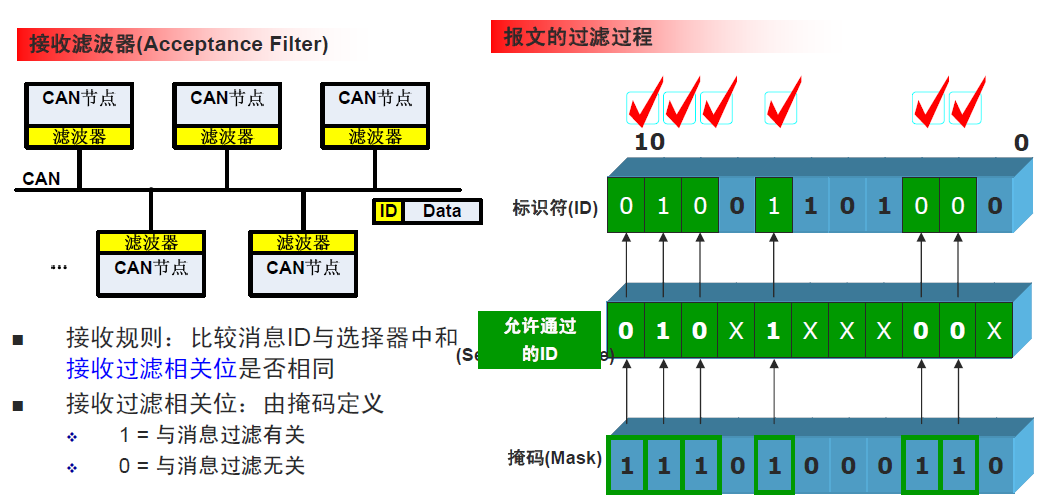 接收滤波器(Acceptance Filter)
CAN节点
滤波器
CAN节点
滤波器
CAN节点
滤波器
CAN
ID Data
滤波器
CAN节点
滤波器
CAN节点
...
■ 接收规则：比较消息ID与选择器中和
接收过滤相关位是否相同
■ 接收过滤相关位：由掩码定义
❖ 1 = 与消息过滤有关
❖ 0 = 与消息过滤无关
报文的过滤过程
10 0
标识符(ID) 0 1 0 0 1 1 0 1 0 0 0
允许通过
的ID
0 1 0 X 1 X X X 0 0 X
掩码(Mask) 1 1 1 0 1 0 0 0 1 1 0